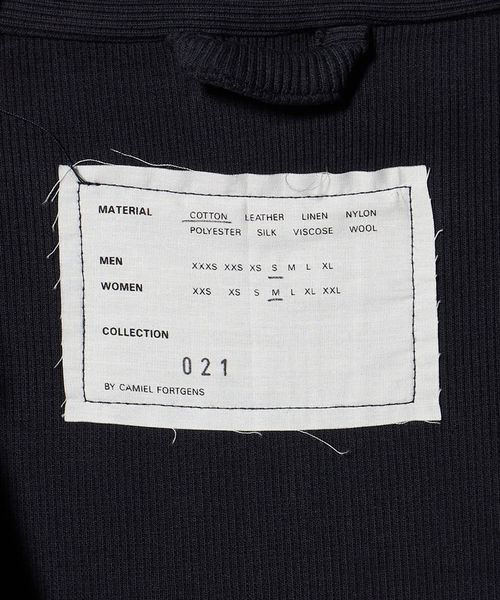 MATERIAL COTTON LEATHER LINEN NYLON
POLYESTER SILK VISCOSE WOOL
MEN XXXS XXS XS S M L XL
WOMEN XXS XS S M L XL XXL
COLLECTION
021
BY CAMIEL FORTGENS